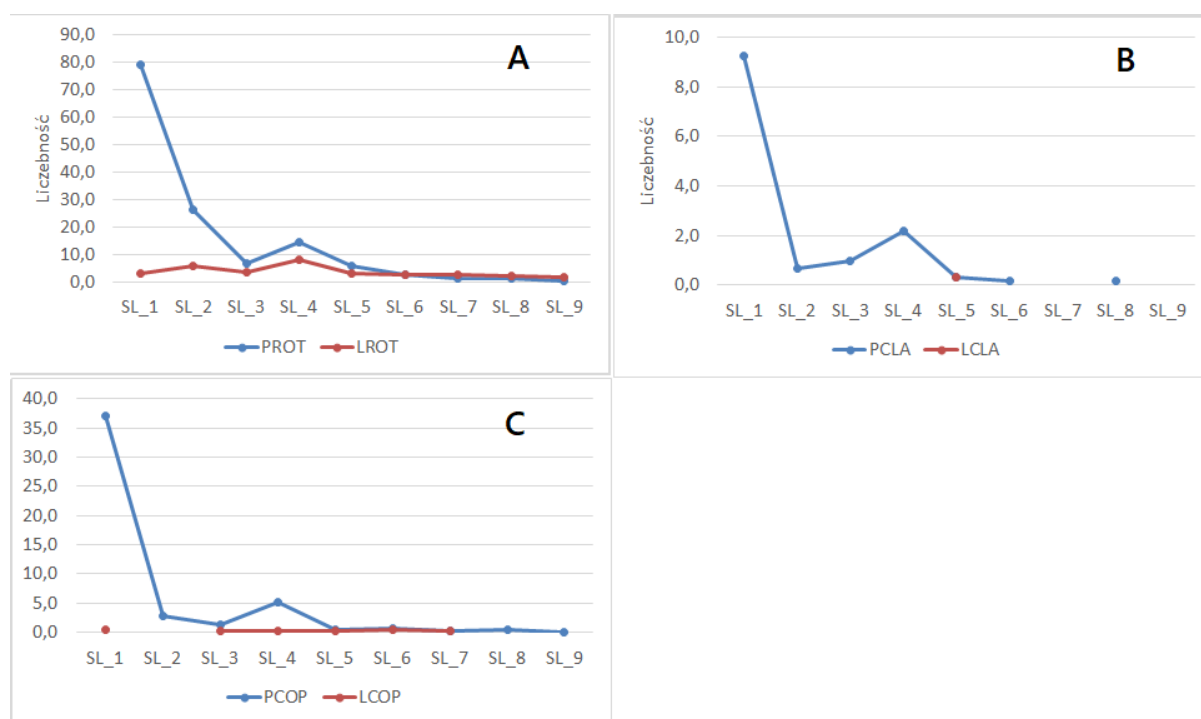 A
Liczebność
90,0
80,0
70,0
60,0
50,0
40,0
30,0
20,0
10,0
0,0
SL_1 SL_2 SL_3 SL_4 SL_5 SL_6 SL_7 SL_8 SL_9
PROT LROT
B
Liczebność
10,0
8,0
6,0
4,0
2,0
0,0
SL_1 SL_2 SL_3 SL_4 SL_5 SL_6 SL_7 SL_8 SL_9
PCLA LCLA
C
40,0
35,0
30,0
25,0
20,0
15,0
10,0
5,0
0,0
SL_1 SL_2 SL_3 SL_4 SL_5 SL_6 SL_7 SL_8 SL_9
PCOP LCOP